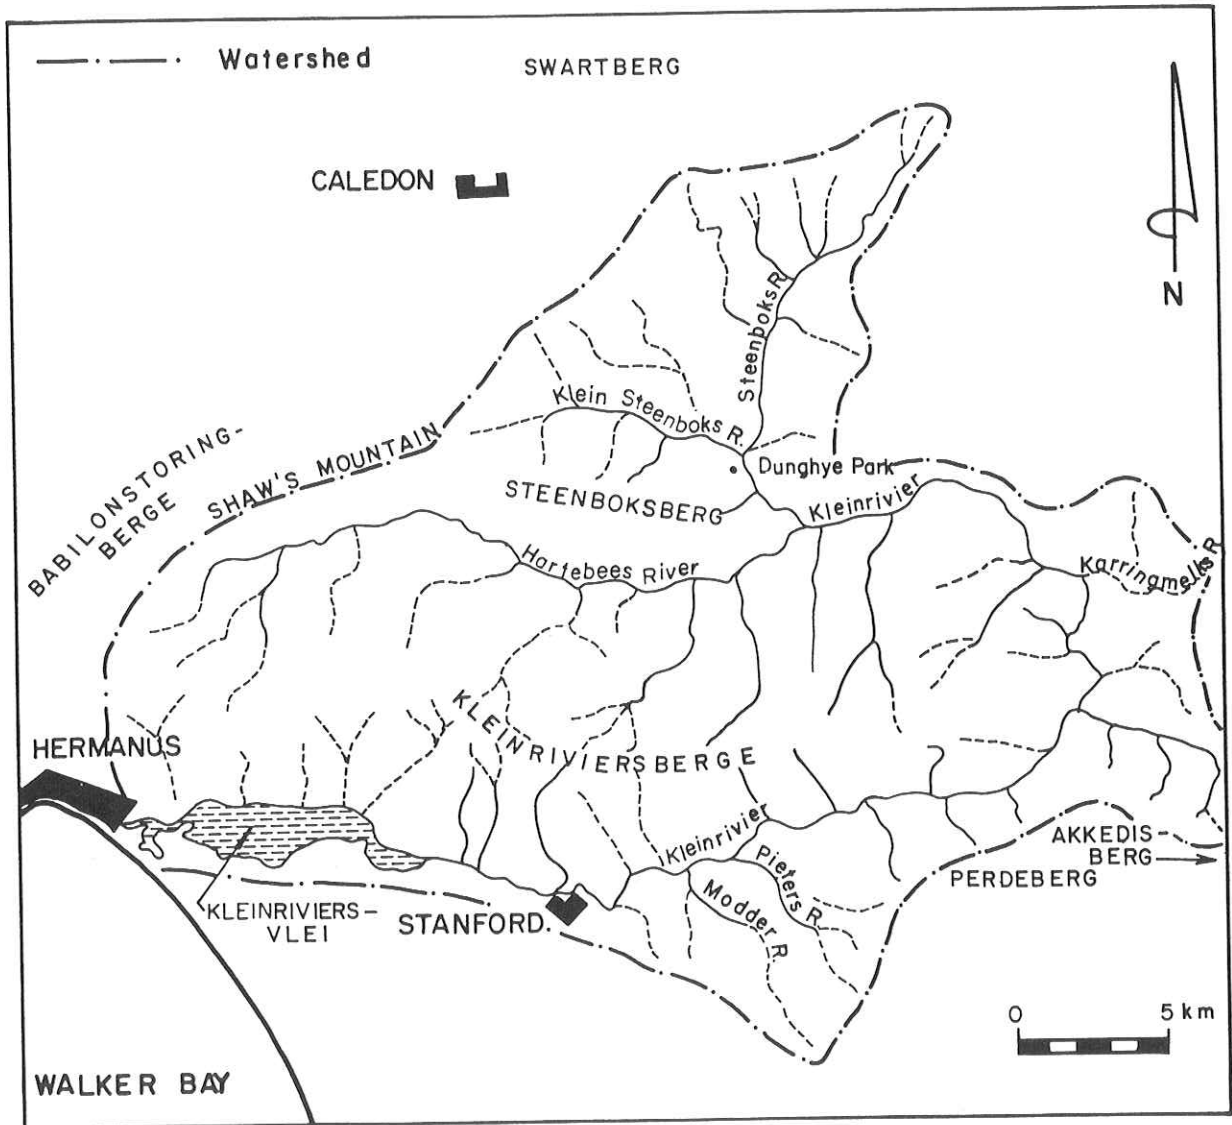 Watershed
SWARTBERG
CALEDON
N
Steenboks R.
Klein Steenboks R.
Dunghye Park
SHAW'S MOUNTAIN
BABILONSTORING-
BERGE
STEENBOKSBERG
Kleinrivier
Hartebees River
Karringmelks R.
KLEINRIVIERSBERGE
HERMANUS
Kleinrivier
Pieters R.
Modder R.
AKKEDIS-
BERG
PERDEBERG
KLEINRIVIERS-
VLEI
STANFORD.
0 5 km
WALKER BAY